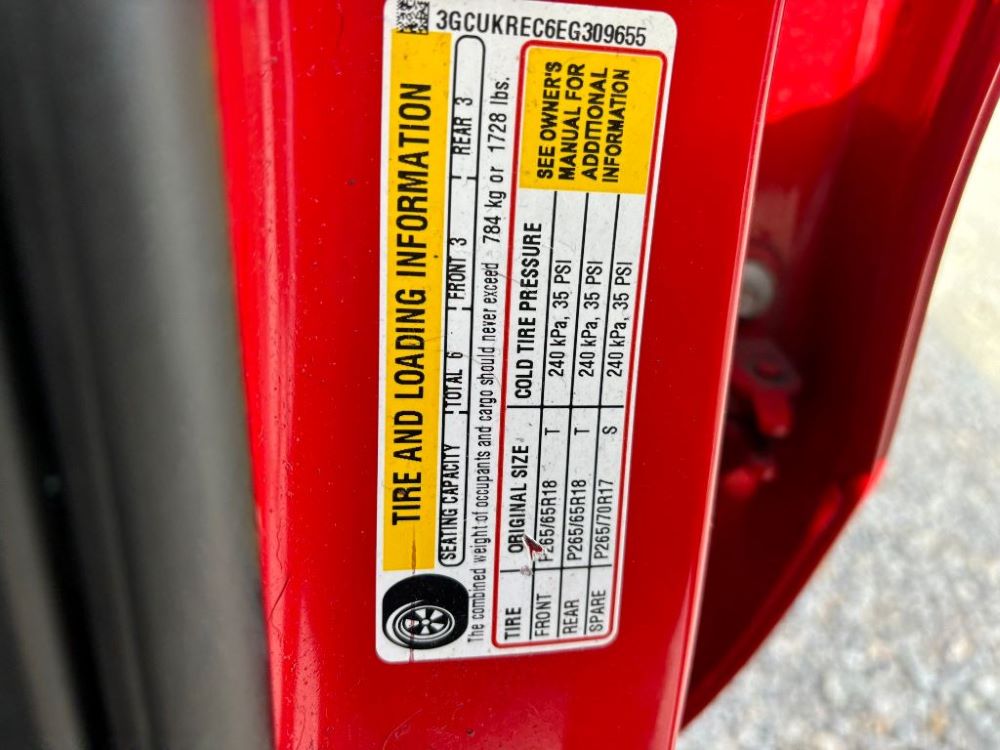 3GCUKREC6EG309655
TIRE AND LOADING INFORMATION
SEATING CAPACITY TOTAL 6 FRONT 3 REAR 3
The combined weight of occupants and cargo should never exceed 784 kg or 1728 lbs.
TIRE ORIGINAL SIZE COLD TIRE PRESSURE
FRONT P265/65R18 T 240 kPa, 35 PSI
REAR P265/65R18 T 240 kPa, 35 PSI
SPARE P265/70R17 S 240 kPa, 35 PSI
SEE OWNER'S
MANUAL FOR
ADDITIONAL
INFORMATION